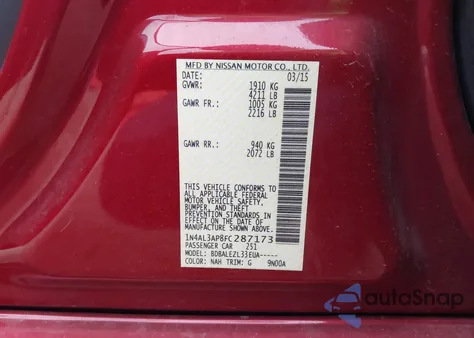 MFD BY NISSAN MOTOR CO., LTD.
DATE: 03/15
GVWR: 1910 KG
4211 LB
GAWR FR: 1005 KG
2216 LB
GAWR RR: 940 KG
2072 LB
THIS VEHICLE CONFORMS TO
ALL APPLICABLE FEDERAL
MOTOR VEHICLE SAFETY,
BUMPER, AND THEFT
PREVENTION STANDARDS
IN EFFECT ON THE DATE OF
MANUFACTURE SHOWN ABOVE.
1N4AL3AP8FC287173
PASSENGER CAR 251
MODEL: BDBALEZL33EUA-----
COLOR: NAH TRIM: G 9N00A
autoSnap